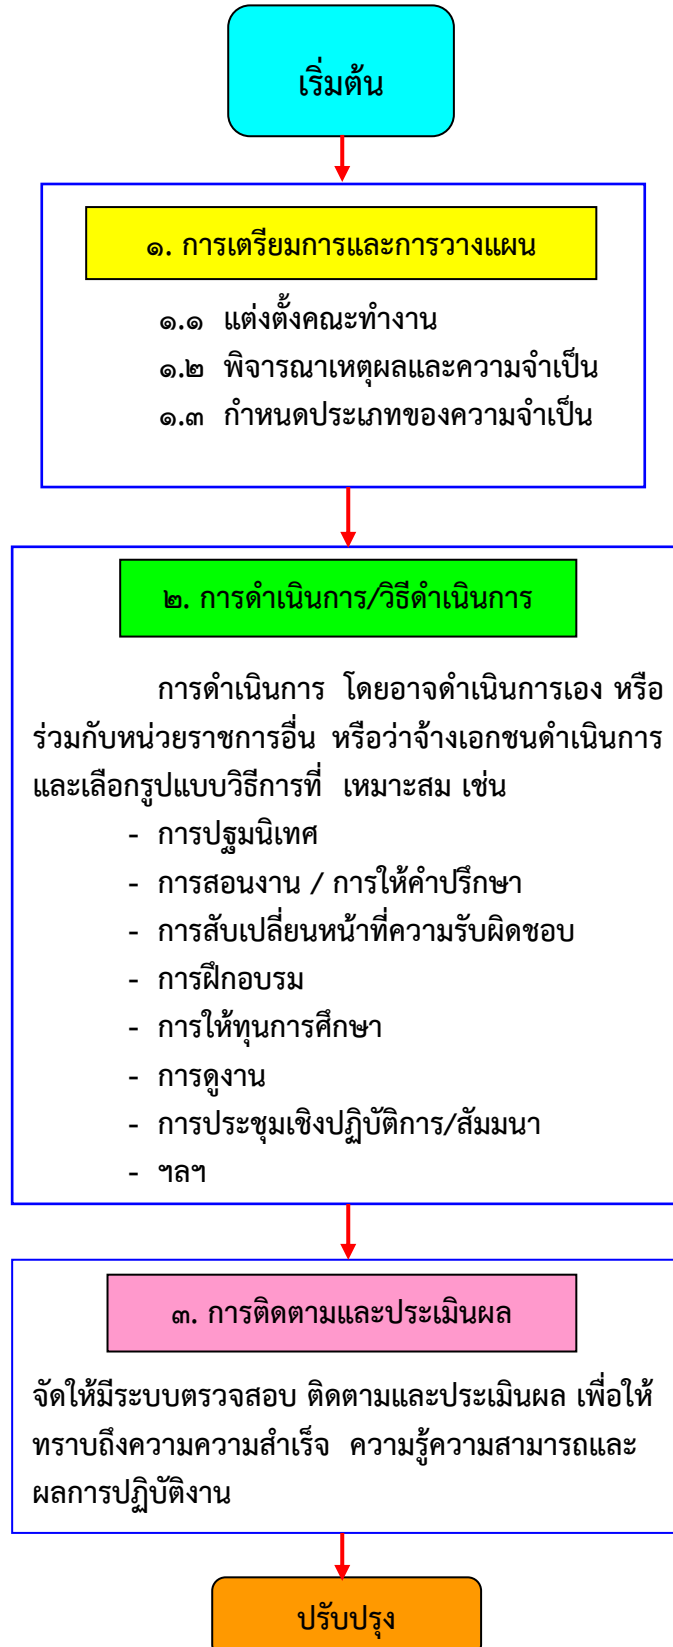 เริ่มต้น
๑. การเตรียมการและการวางแผน
๑.๑ แต่งตั้งคณะทำงาน
๑.๒ พิจารณาเหตุผลและความจำเป็น
๑.๓ กำหนดประเภทของความจำเป็น
๒. การดำเนินการ/วิธีดำเนินการ
การดำเนินการ โดยอาจดำเนินการเอง หรือ
ร่วมกับหน่วยราชการอื่น หรือว่าจ้างเอกชนดำเนินการ
และเลือกรูปแบบวิธีการที่ เหมาะสม เช่น
- การปฐมนิเทศ
- การสอนงาน / การให้คำปรึกษา
- การสับเปลี่ยนหน้าที่ความรับผิดชอบ
- การฝึกอบรม
- การให้ทุนการศึกษา
- การดูงาน
- การประชุมเชิงปฏิบัติการ/สัมมนา
- ฯลฯ
๓. การติดตามและประเมินผล
จัดให้มีระบบตรวจสอบ ติดตามและประเมินผล เพื่อให้
ทราบถึงความความสำเร็จ ความรู้ความสามารถและ
ผลการปฏิบัติงาน
ปรับปรุง